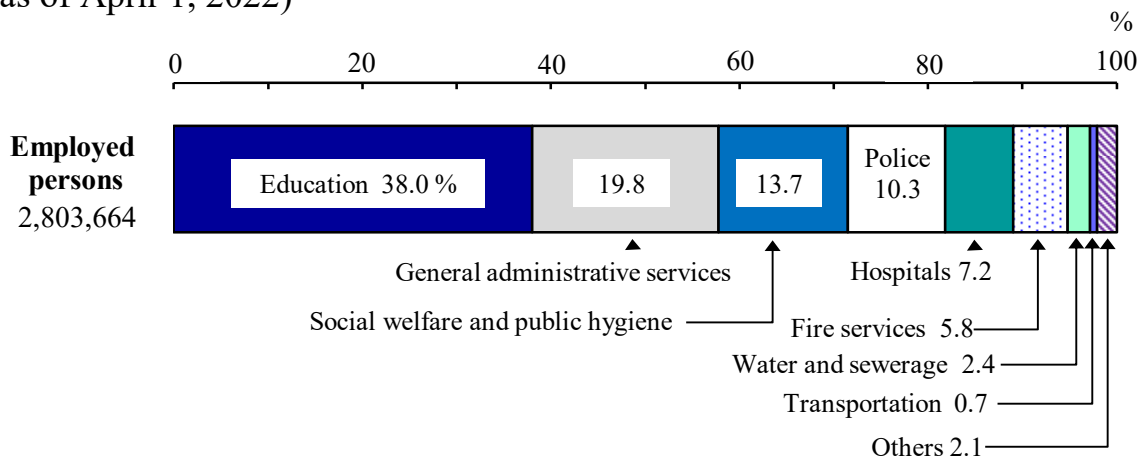 as of April 1, 2022)
%
0 20 40 60 80 100
Employed
persons
2,803,664
Education 38.0 %
19.8
13.7
Police
10.3
General administrative services
Hospitals 7.2
Social welfare and public hygiene
Fire services 5.8
Water and sewerage 2.4
Transportation 0.7
Others 2.1